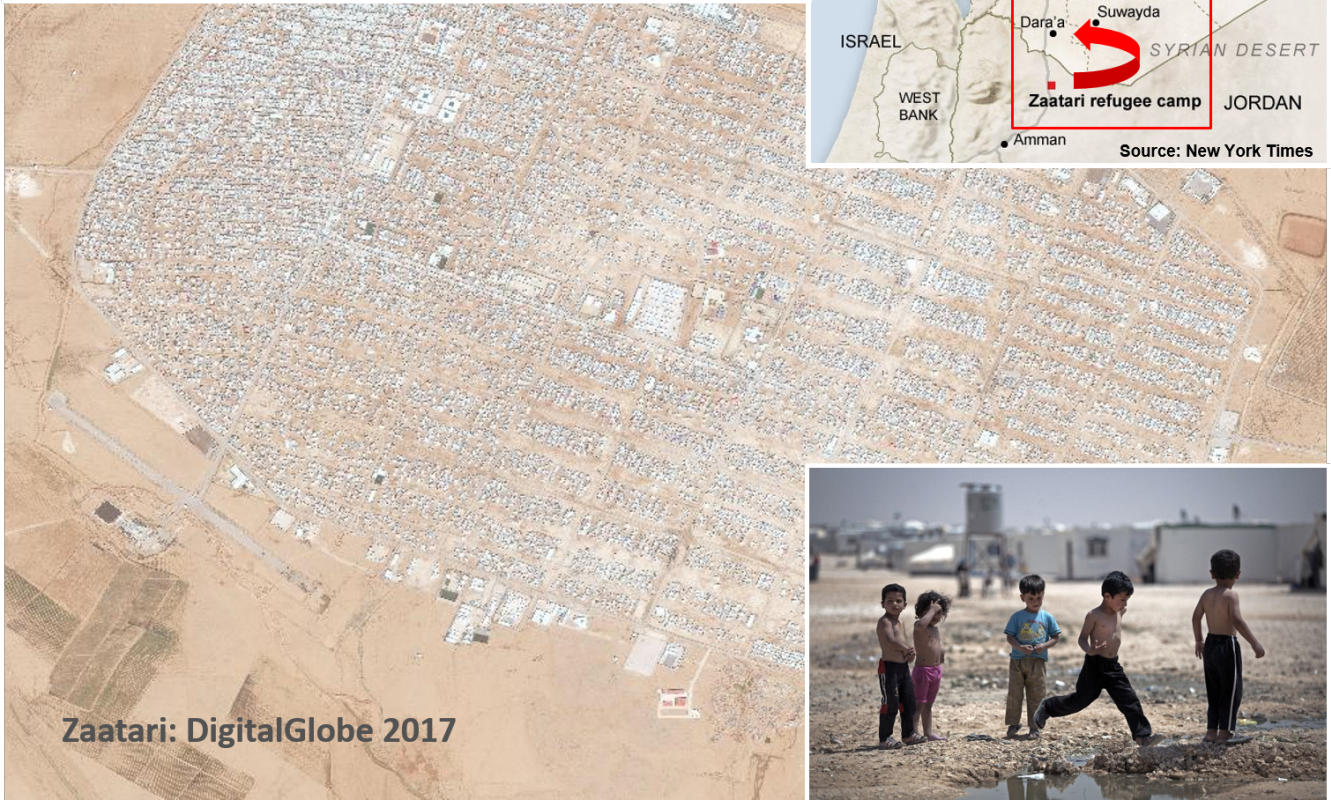 Dara'a
Suwayda
ISRAEL
SYRIAN DESERT
WEST
BANK
Zaatari refugee camp
JORDAN
Amman
Source: New York Times
Zaatari: DigitalGlobe 2017